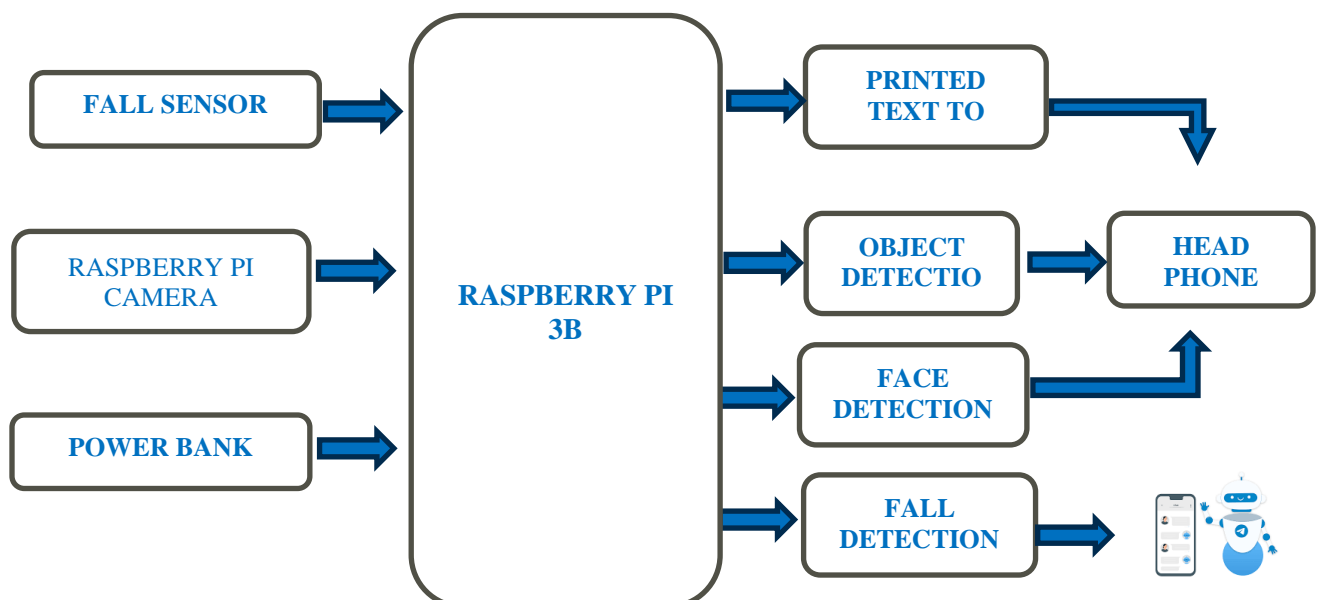 FALL SENSOR
RASPBERRY PI
CAMERA
POWER BANK
RASPBERRY PI
3B
PRINTED
TEXT TO
OBJECT
DETECTIO
FACE
DETECTION
FALL
DETECTION
HEAD
PHONE